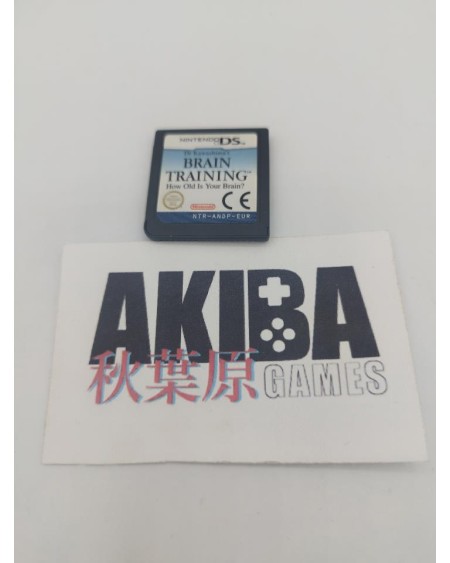 NINTENDO DS
Dr Kawashima's
BRAIN
TRAINING
How Old Is Your Brain?
Nintendo
CE
NTR-ANDP-EUR
AKIBA
秋葉原 GAMES